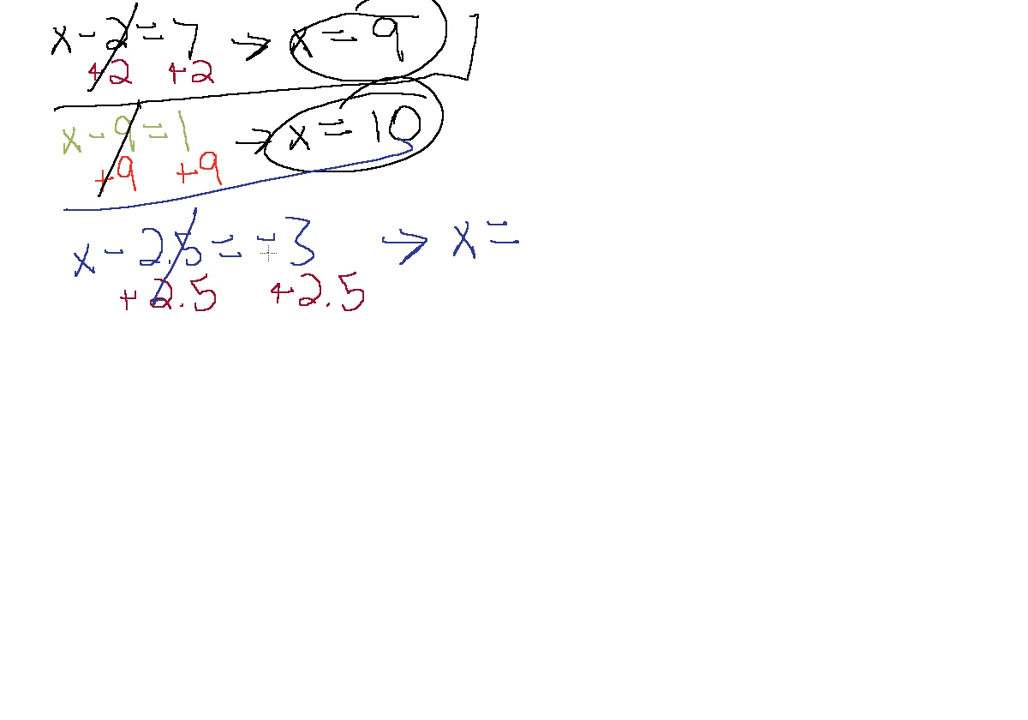 x - 2 = 7 → x = 9
+2 +2
x - 9 = 1 → x = 10
+9 +9
x - 2.5 = -3 → x =
+2.5 +2.5